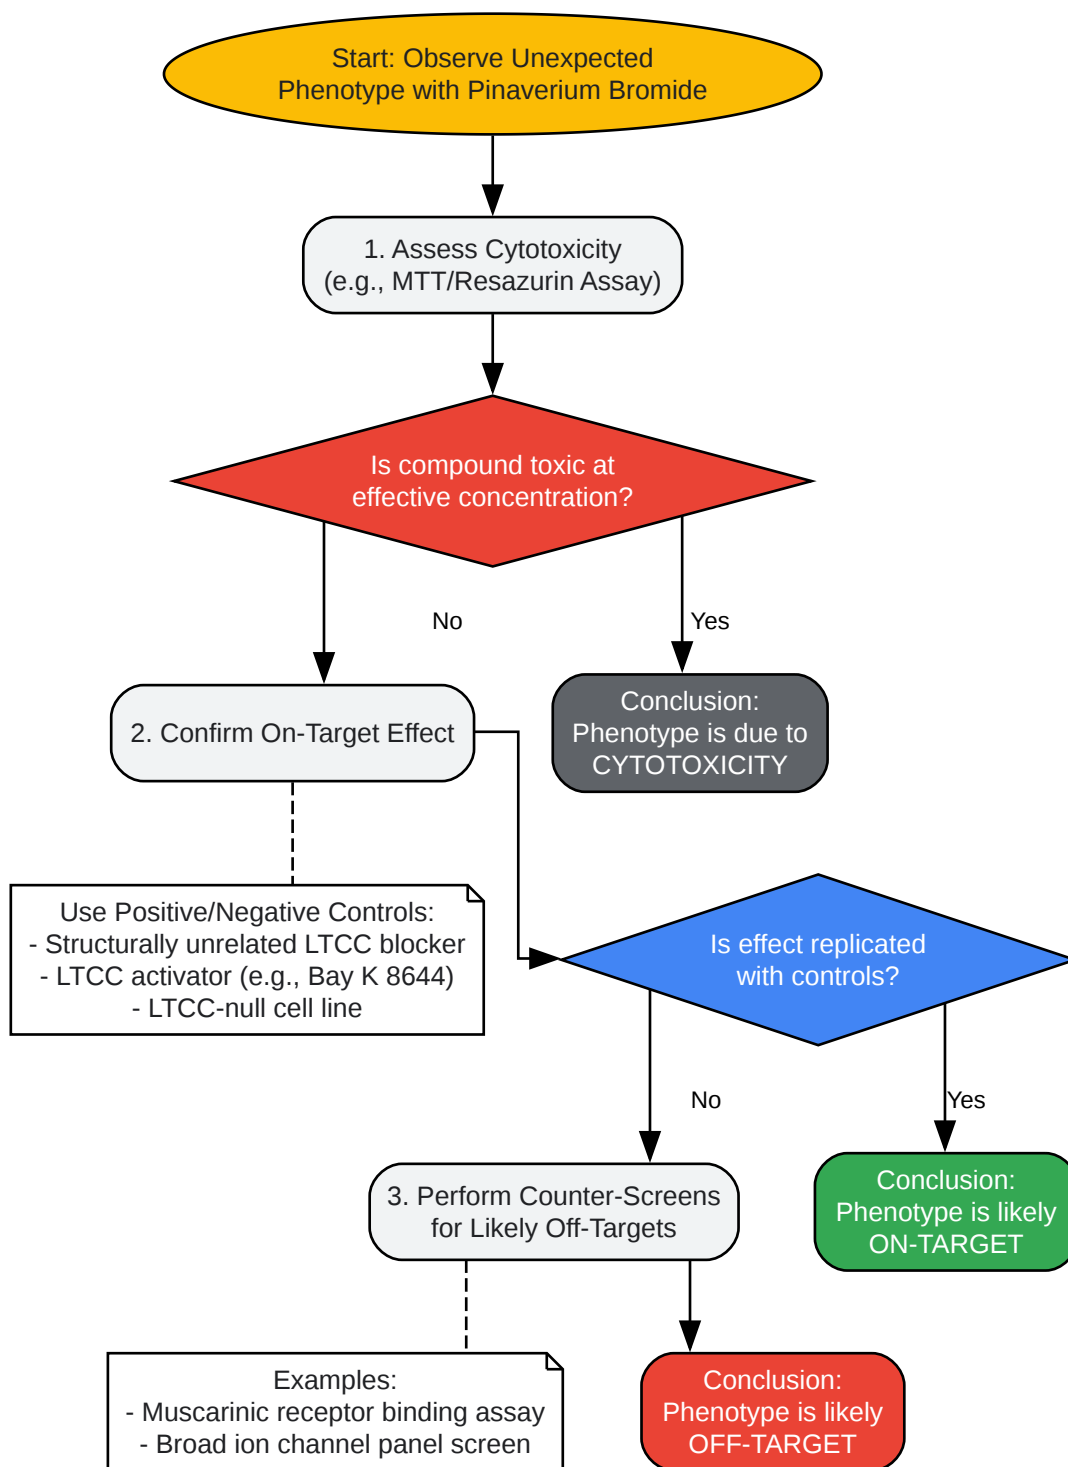 Start: Observe Unexpected
Phenotype with Pinaverium Bromide
1. Assess Cytotoxicity
(e.g., MTT/Resazurin Assay)
Is compound toxic at
effective concentration?
No
Yes
2. Confirm On-Target Effect
Conclusion:
Phenotype is due to
CYTOTOXICITY
Use Positive/Negative Controls:
- Structurally unrelated LTCC blocker
- LTCC activator (e.g., Bay K 8644)
- LTCC-null cell line
Is effect replicated
with controls?
No
Yes
3. Perform Counter-Screens
for Likely Off-Targets
Conclusion:
Phenotype is likely
ON-TARGET
Examples:
- Muscarinic receptor binding assay
- Broad ion channel panel screen
Conclusion:
Phenotype is likely
OFF-TARGET